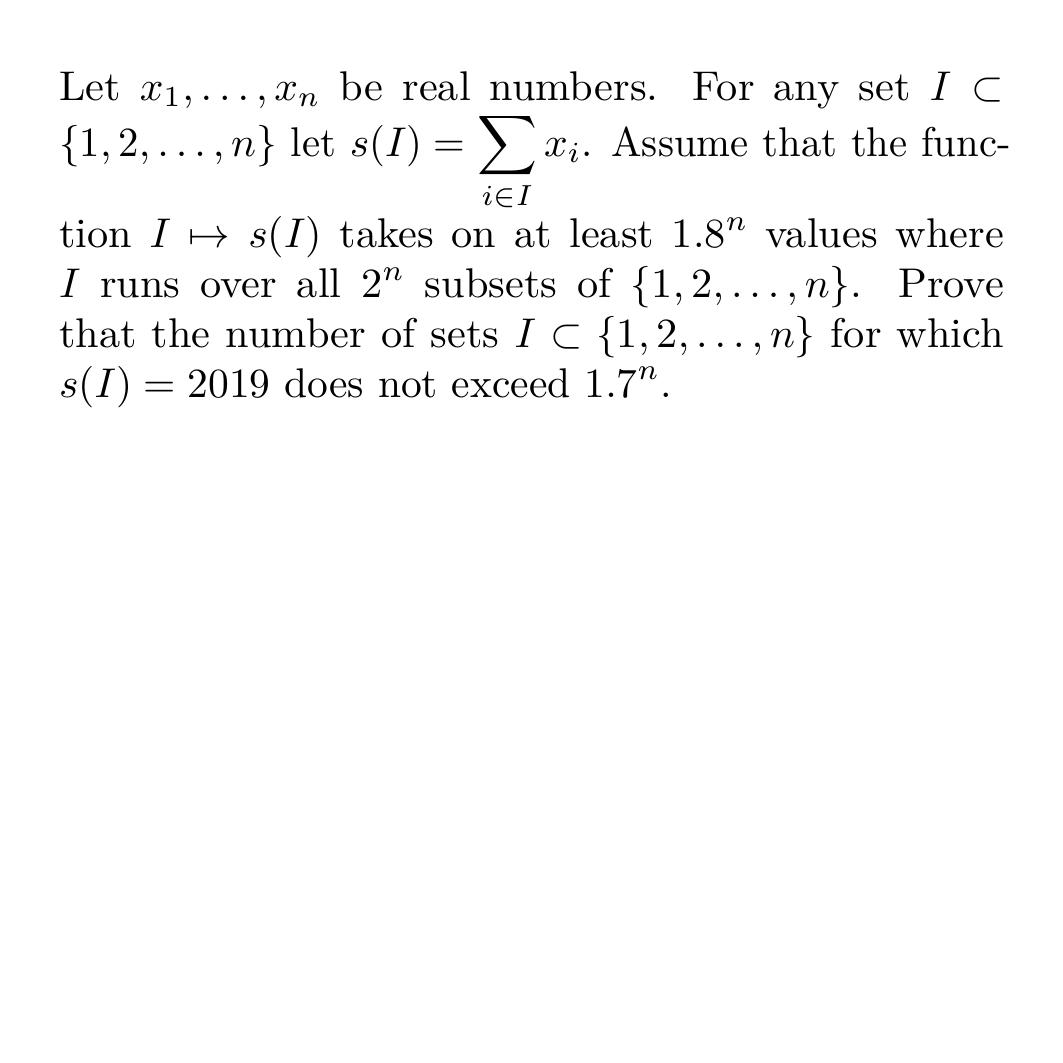 Let $x_1, \ldots, x_n$ be real numbers. For any set $I \subset$
$\{1, 2, \ldots, n\}$ let $s(I) = \sum_{i \in I} x_i$. Assume that the func-
tion $I \mapsto s(I)$ takes on at least $1.8^n$ values where
$I$ runs over all $2^n$ subsets of $\{1, 2, \ldots, n\}$. Prove
that the number of sets $I \subset \{1, 2, \ldots, n\}$ for which
$s(I) = 2019$ does not exceed $1.7^n$.